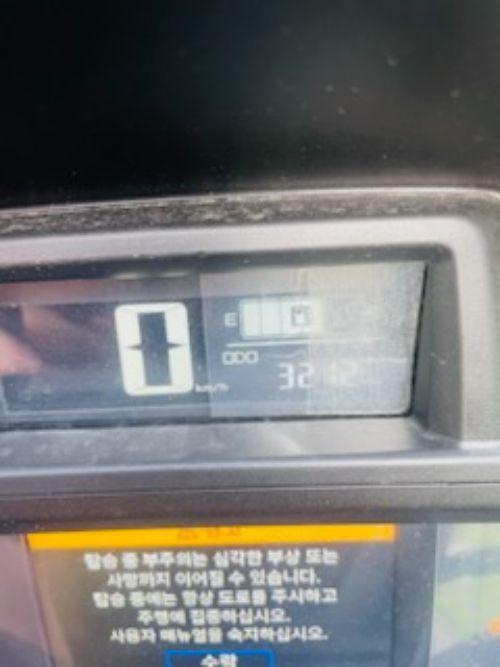 0
km/h
E
ODO
3212
탑승 중 부주의는 심각한 부상 또는
사망까지 이어질 수 있습니다.
탑승 중에는 항상 도로를 주시하고
주행에 집중하십시오.
사용자 매뉴얼을 숙지하십시오.
수락